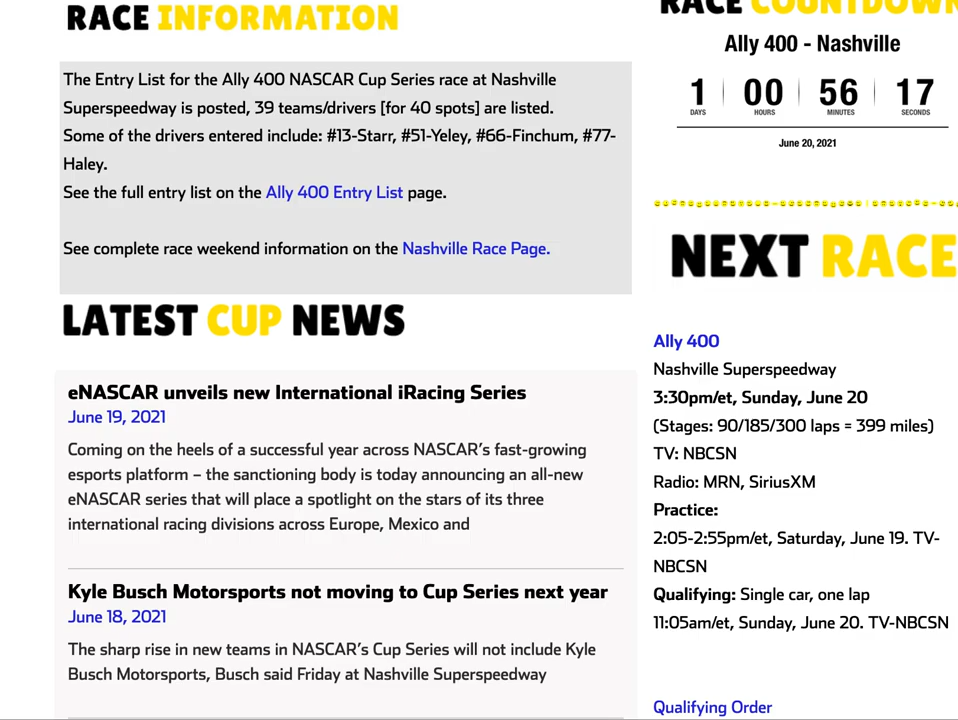 RACE INFORMATION
The Entry List for the Ally 400 NASCAR Cup Series race at Nashville
Superspeedway is posted, 39 teams/drivers [for 40 spots] are listed.
Some of the drivers entered include: #13-Starr, #51-Yeley, #66-Finchum, #77-
Haley.
See the full entry list on the Ally 400 Entry List page.
See complete race weekend information on the Nashville Race Page.
LATEST CUP NEWS
eNASCAR unveils new International iRacing Series
June 19, 2021
Coming on the heels of a successful year across NASCAR’s fast-growing
esports platform – the sanctioning body is today announcing an all-new
eNASCAR series that will place a spotlight on the stars of its three
international racing divisions across Europe, Mexico and
Kyle Busch Motorsports not moving to Cup Series next year
June 18, 2021
The sharp rise in new teams in NASCAR’s Cup Series will not include Kyle
Busch Motorsports, Busch said Friday at Nashville Superspeedway
RACE COUNTDOWN
Ally 400 - Nashville
1 00 56 17
DAYS HOURS MINUTES SECONDS
June 20, 2021
NEXT RACE
Ally 400
Nashville Superspeedway
3:30pm/et, Sunday, June 20
(Stages: 90/185/300 laps = 399 miles)
TV: NBCSN
Radio: MRN, SiriusXM
Practice:
2:05-2:55pm/et, Saturday, June 19. TV-
NBCSN
Qualifying: Single car, one lap
11:05am/et, Sunday, June 20. TV-NBCSN
Qualifying Order